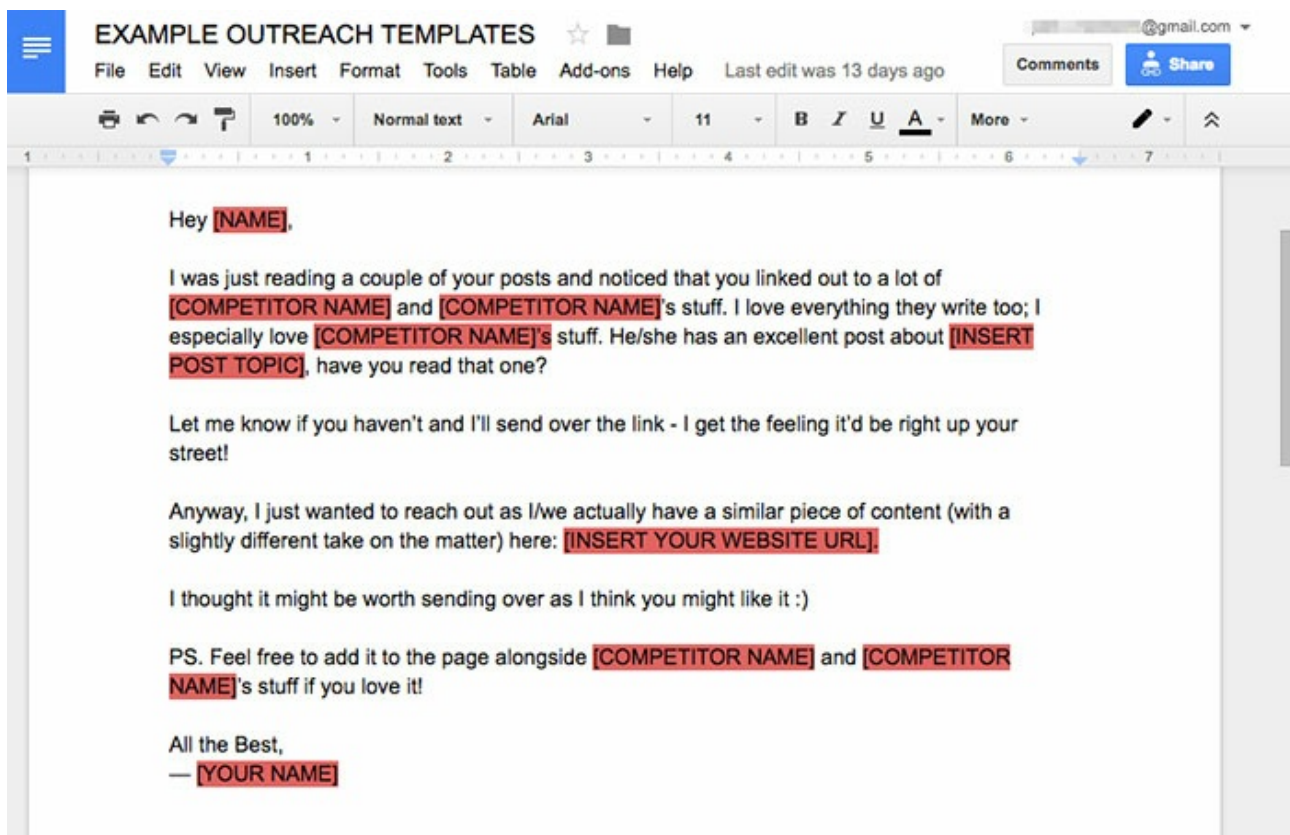 EXAMPLE OUTREACH TEMPLATES
@gmail.com
File Edit View Insert Format Tools Table Add-ons Help Last edit was 13 days ago
Comments
Share
100% Normal text Arial 11 B I U A More
1 1 2 3 4 5 6 7
Hey [NAME],
I was just reading a couple of your posts and noticed that you linked out to a lot of
[COMPETITOR NAME] and [COMPETITOR NAME]'s stuff. I love everything they write too; I
especially love [COMPETITOR NAME]'s stuff. He/she has an excellent post about [INSERT
POST TOPIC], have you read that one?
Let me know if you haven't and I'll send over the link - I get the feeling it'd be right up your
street!
Anyway, I just wanted to reach out as I/we actually have a similar piece of content (with a
slightly different take on the matter) here: [INSERT YOUR WEBSITE URL].
I thought it might be worth sending over as I think you might like it :)
PS. Feel free to add it to the page alongside [COMPETITOR NAME] and [COMPETITOR
NAME]'s stuff if you love it!
All the Best,
— [YOUR NAME]